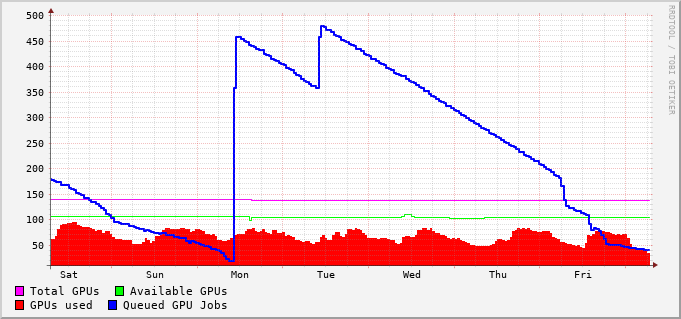 500
450
400
350
300
250
200
150
100
50
Sat Sun Mon Tue Wed Thu Fri
Total GPUs Available GPUs
GPUs used Queued GPU Jobs
RRDTOOL / TOBI OETIKER